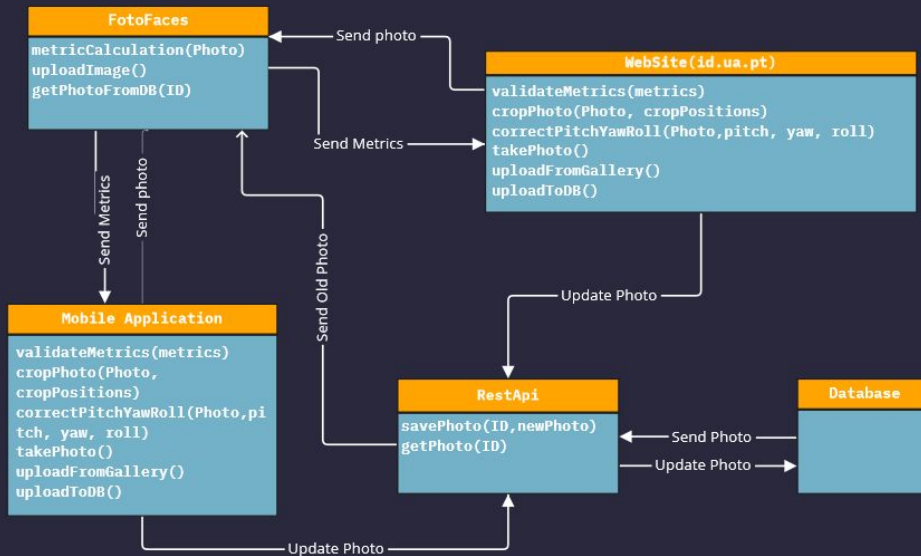 FotoFaces
metricCalculation(Photo)
uploadImage()
getPhotoFromDB(ID)
Send photo
WebSite(id.ua.pt)
validateMetrics(metrics)
cropPhoto(Photo, cropPositions)
correctPitchYawRoll(Photo,pitch, yaw, roll)
takePhoto()
uploadFromGallery()
uploadToDB()
Send Metrics
Send Metrics
Send photo
Send Old Photo
Update Photo
Mobile Application
validateMetrics(metrics)
cropPhoto(Photo,
cropPositions)
correctPitchYawRoll(Photo,pi
tch, yaw, roll)
takePhoto()
uploadFromGallery()
uploadToDB()
RestApi
savePhoto(ID,newPhoto)
getPhoto(ID)
Database
Send Photo
Update Photo
Update Photo